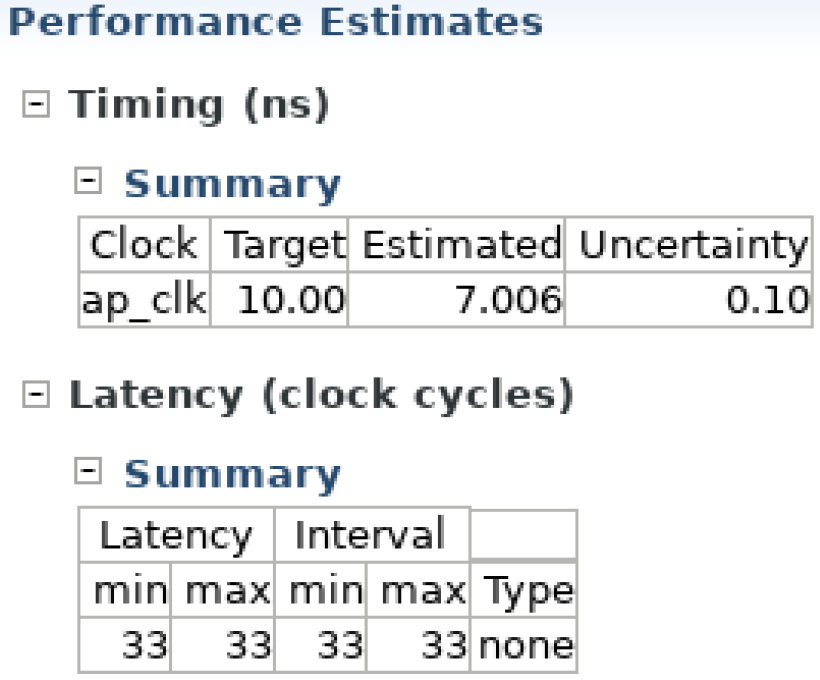 Performance Estimates
Timing (ns)
Summary
Clock Target Estimated Uncertainty
ap_clk 10.00 7.006 0.10
Latency (clock cycles)
Summary
Latency Interval
min max min max Type
33 33 33 33 none